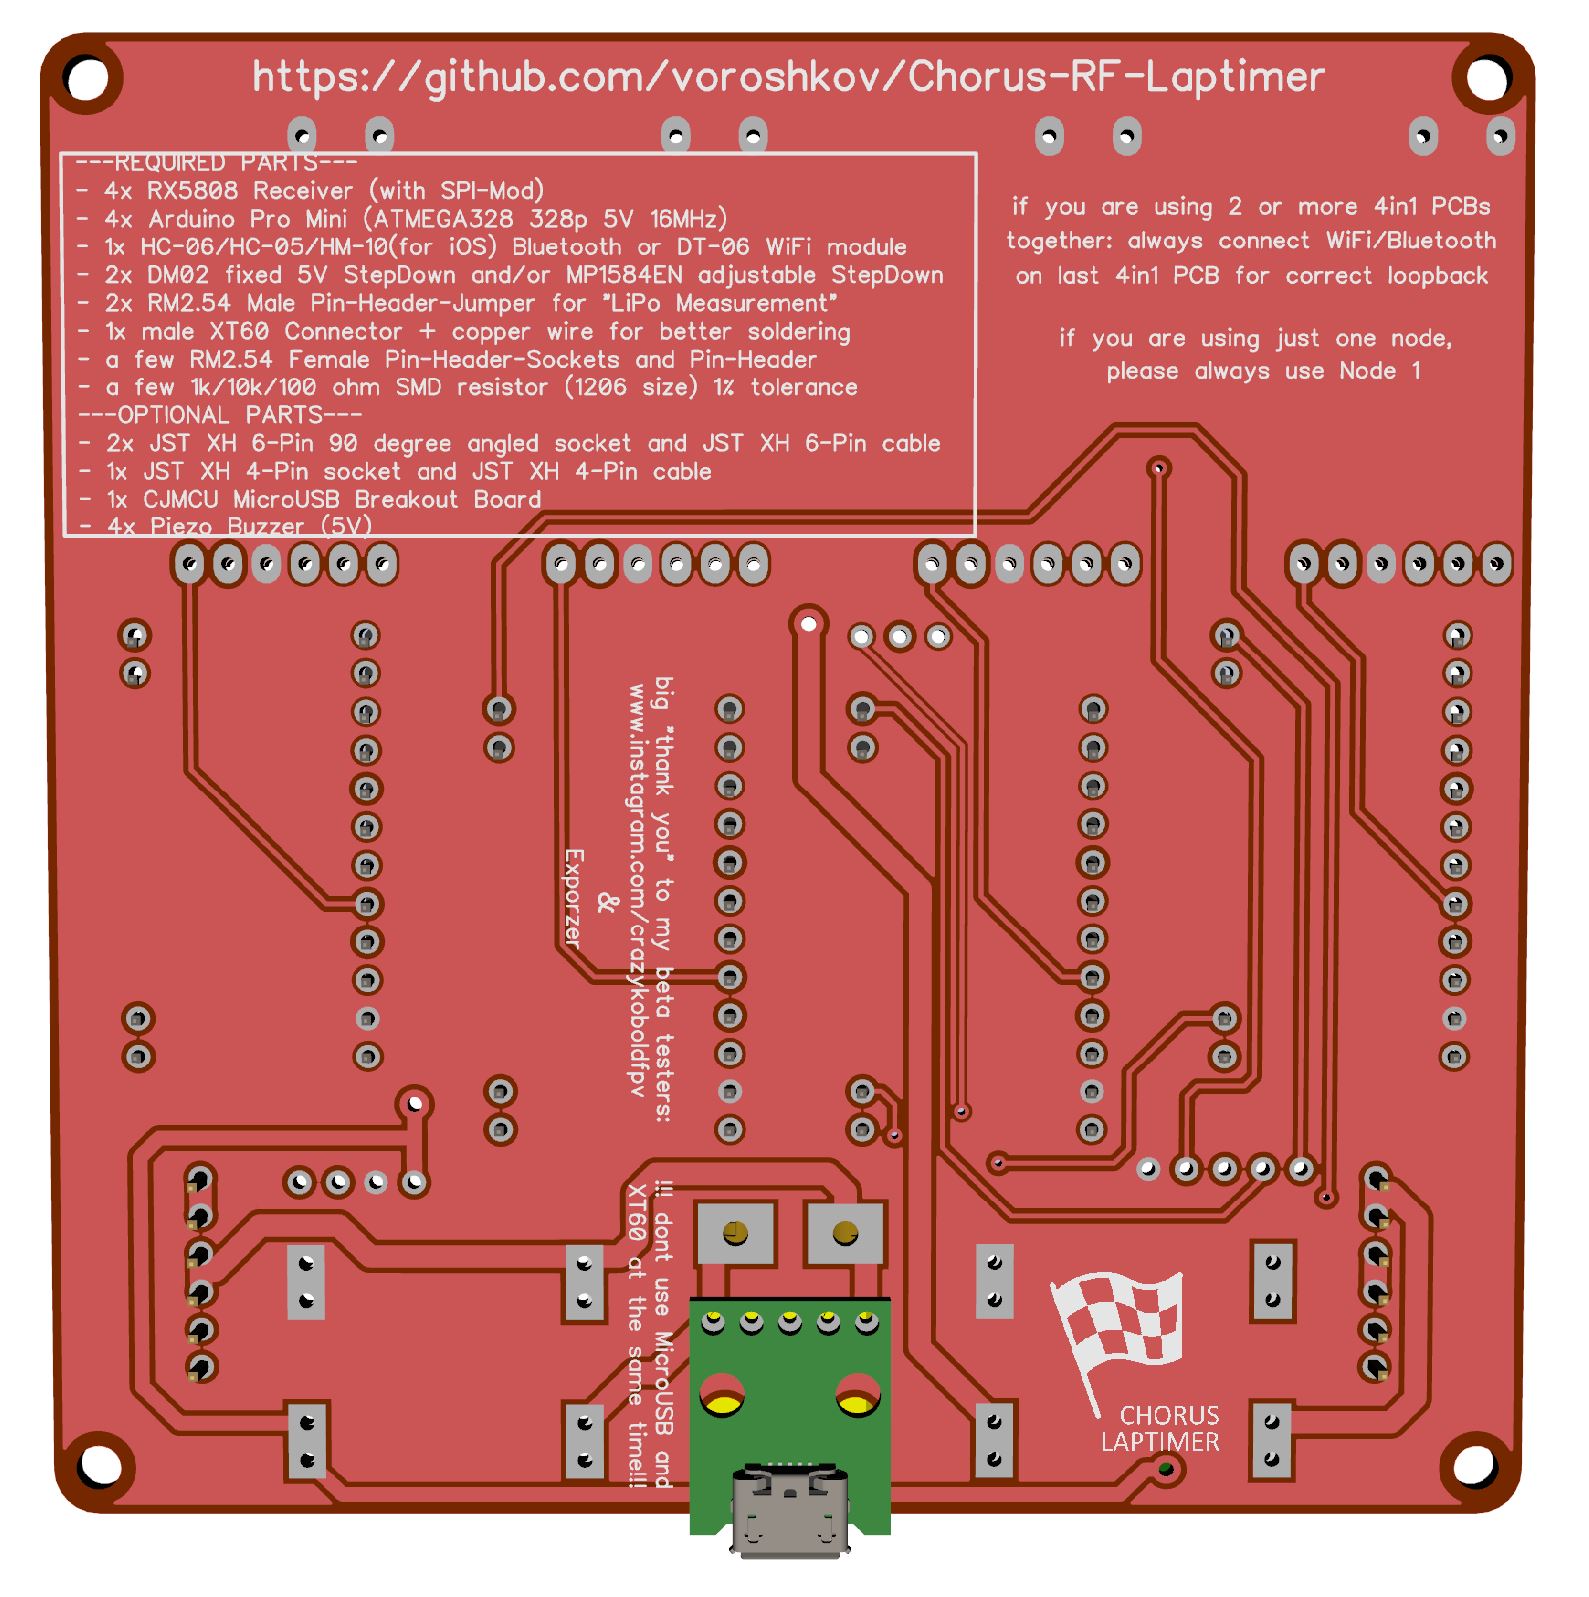 https://github.com/voroshkov/Chorus-RF-Laptimer
---REQUIRED PARTS---
- 4x RX5808 Receiver (with SPI-Mod)
- 4x Arduino Pro Mini (ATMEGA328 328p 5V 16MHz)
- 1x HC-06/HC-05/HM-10(for iOS) Bluetooth or DT-06 WiFi module
- 2x DM02 fixed 5V StepDown and/or MP1584EN adjustable StepDown
- 2x RM2.54 Male Pin-Header-Jumper for "LiPo Measurement"
- 1x male XT60 Connector + copper wire for better soldering
- a few RM2.54 Female Pin-Header-Sockets and Pin-Header
- a few 1k/10k/100 ohm SMD resistor (1206 size) 1% tolerance
---OPTIONAL PARTS---
- 2x JST XH 6-Pin 90 degree angled socket and JST XH 6-Pin cable
- 1x JST XH 4-Pin socket and JST XH 4-Pin cable
- 1x CJMCU MicroUSB Breakout Board
- 4x Piezo Buzzer (5V)
if you are using 2 or more 4in1 PCBs
together: always connect WiFi/Bluetooth
on last 4in1 PCB for correct loopback
if you are using just one node,
please always use Node 1
big "thank you" to my beta testers:
www.instagram.com/crazykoboldfpv
&
Exporzer
!!! dont use MicroUSB and
XT60 at the same time!!!
CHORUS
LAPTIMER